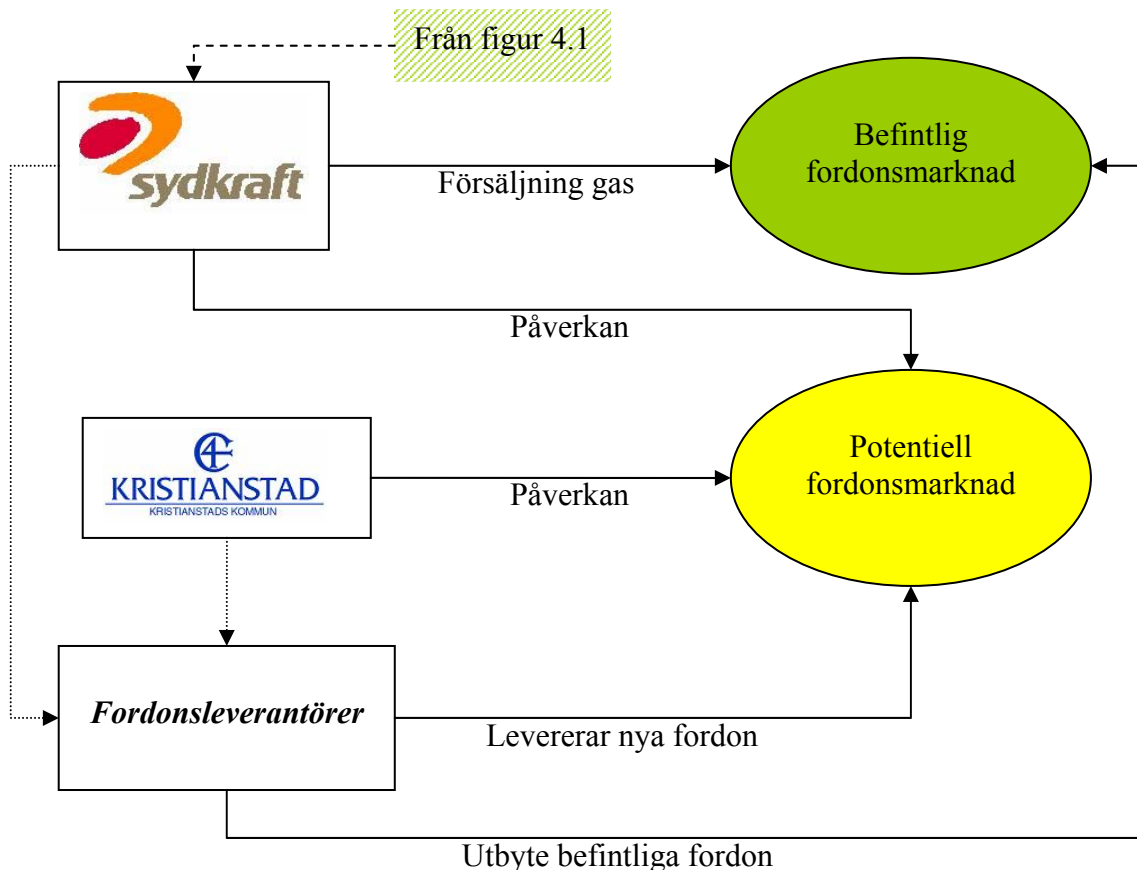 Från figur 4.1
sydkraft
Försäljning gas
Befintlig
fordonsmarknad
Påverkan
C4
KRISTIANSTAD
KRISTIANSTADS KOMMUN
Påverkan
Potentiell
fordonsmarknad
Fordonsleverantörer
Levererar nya fordon
Utbyte befintliga fordon